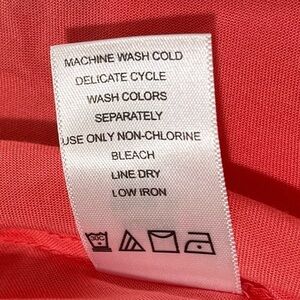 MACHINE WASH COLD
DELICATE CYCLE
WASH COLORS
SEPARATELY
USE ONLY NON-CHLORINE
BLEACH
LINE DRY
LOW IRON